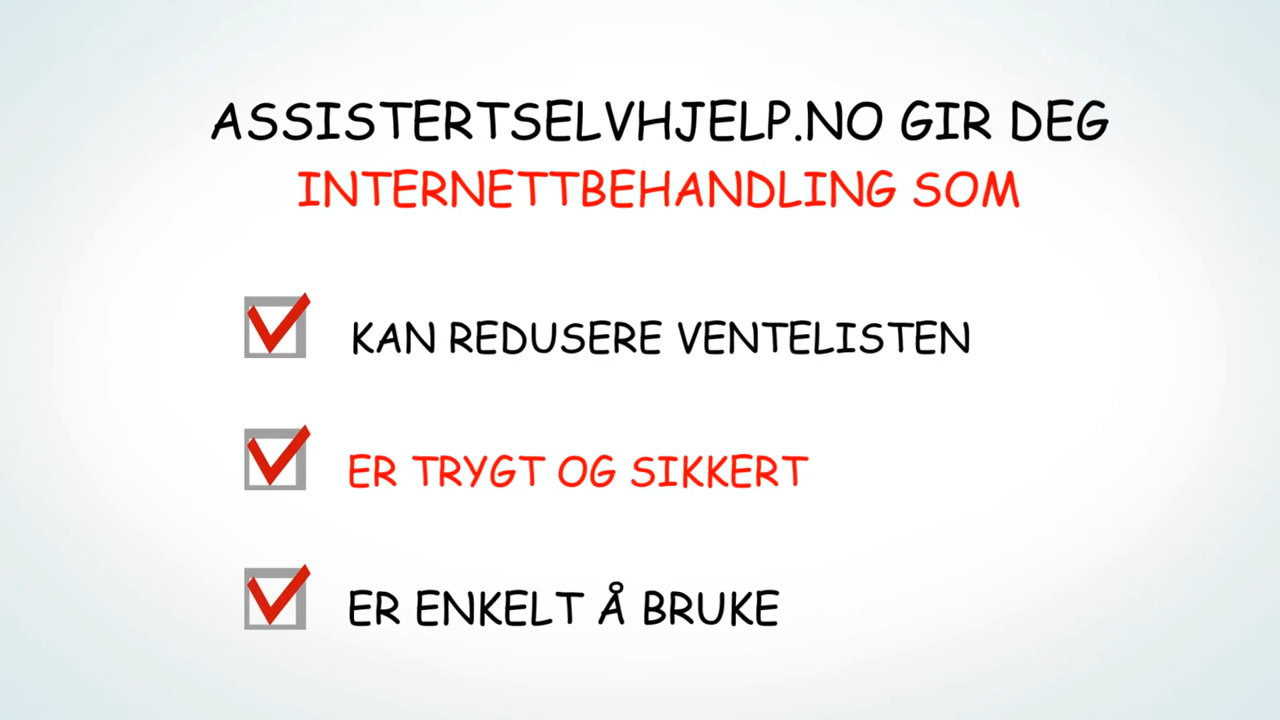 ASSISTERTSELVHJELP.NO GIR DEG
INTERNETTBEHANDLING SOM
KAN REDUSERE VENTELISTEN
ER TRYGT OG SIKKERT
ER ENKELT Å BRUKE